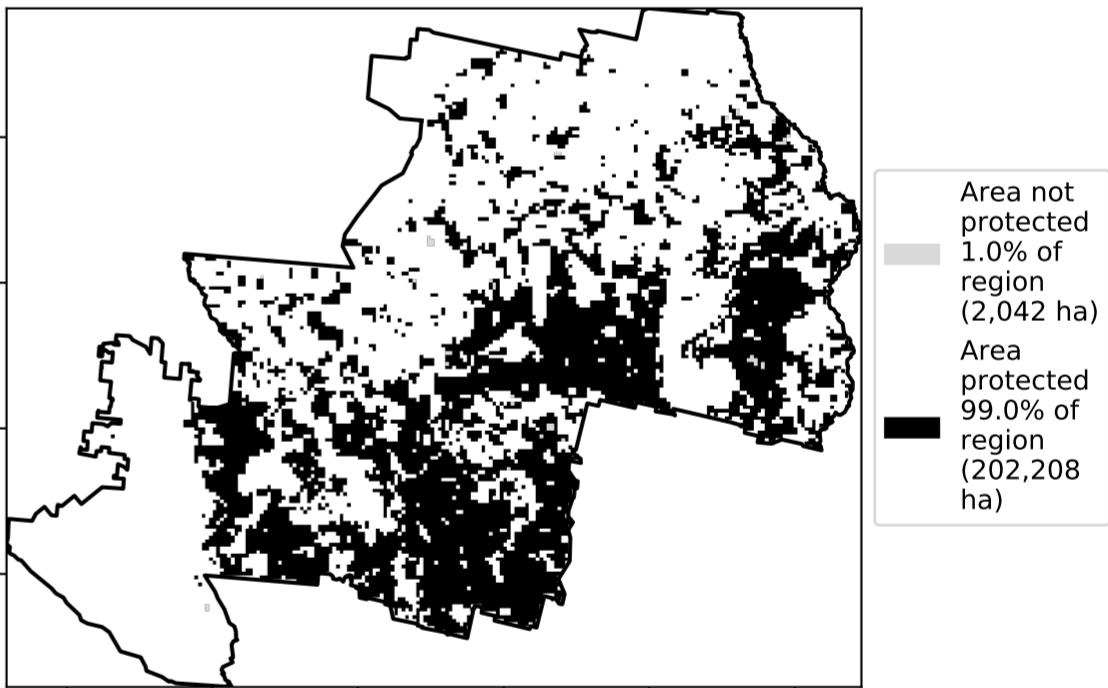 Area not
protected
1.0% of
region
(2,042 ha)
Area
protected
99.0% of
region
(202,208
ha)